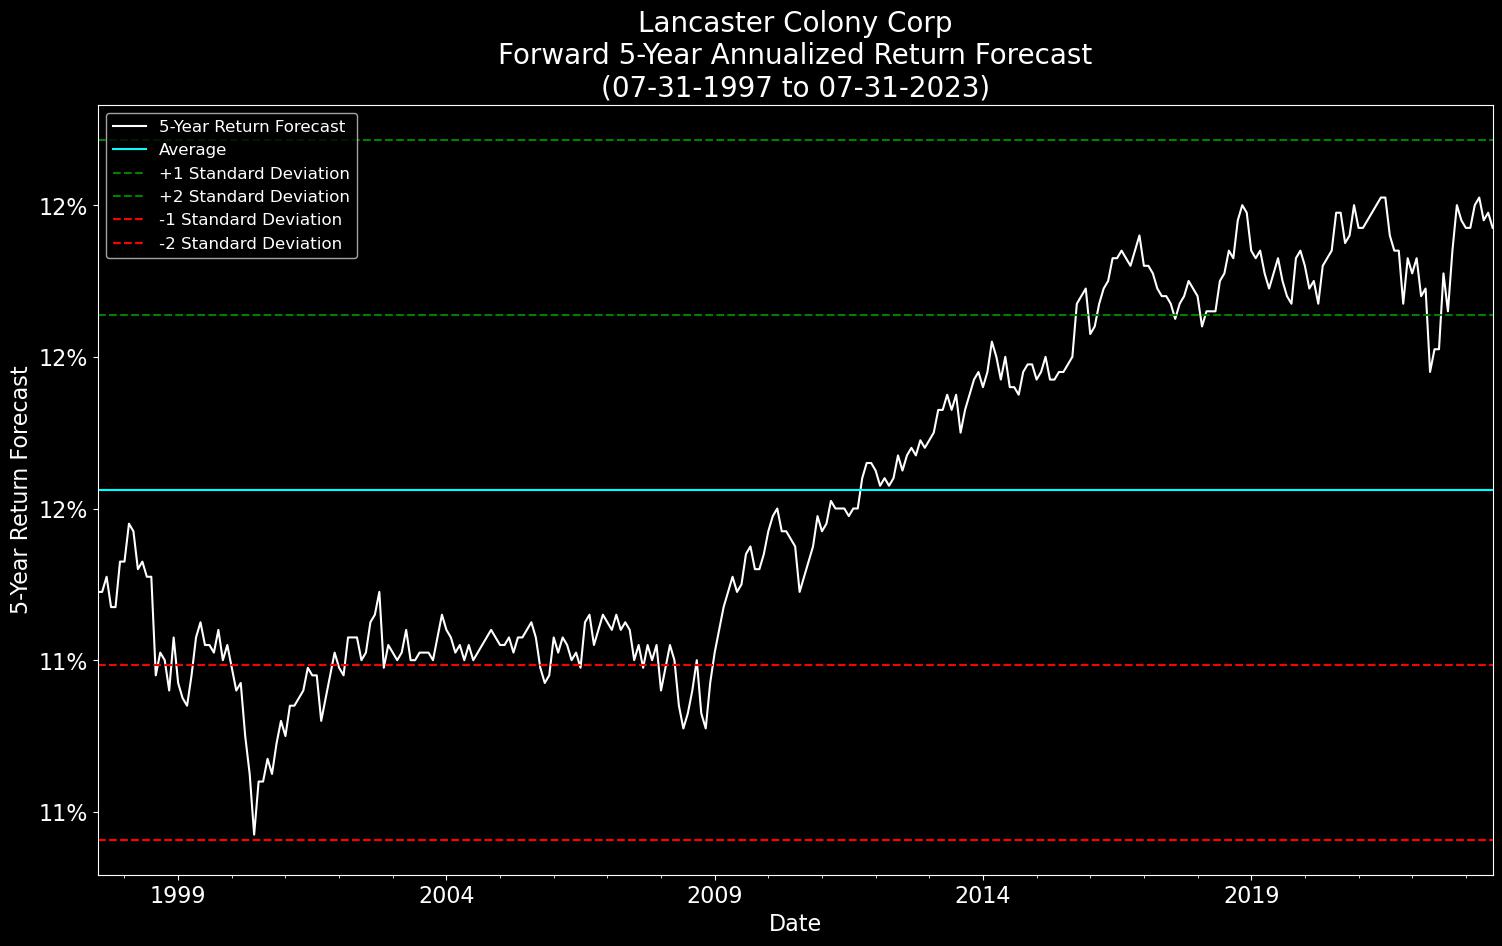 Lancaster Colony Corp
Forward 5-Year Annualized Return Forecast
(07-31-1997 to 07-31-2023)
5-Year Return Forecast
Average
+1 Standard Deviation
+2 Standard Deviation
-1 Standard Deviation
-2 Standard Deviation
12%
12%
12%
11%
11%
5-Year Return Forecast
1999
2004
2009
2014
2019
Date